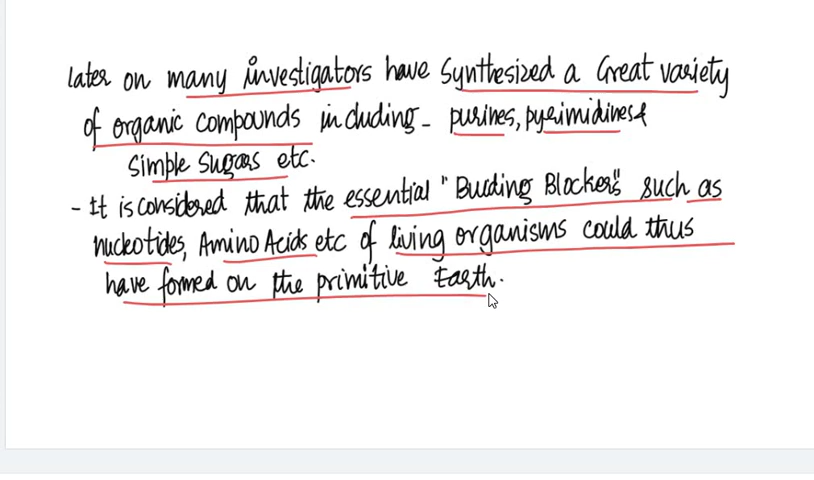 later on many investigators have Synthesized a Great variety
of organic compounds including - purines, pyrimidines &
Simple Sugars etc.
- It is considered that the essential "Buulding Blockers" such as
nucleotides, Amino Acids etc of living organisms could thus
have formed on the primitive Earth.